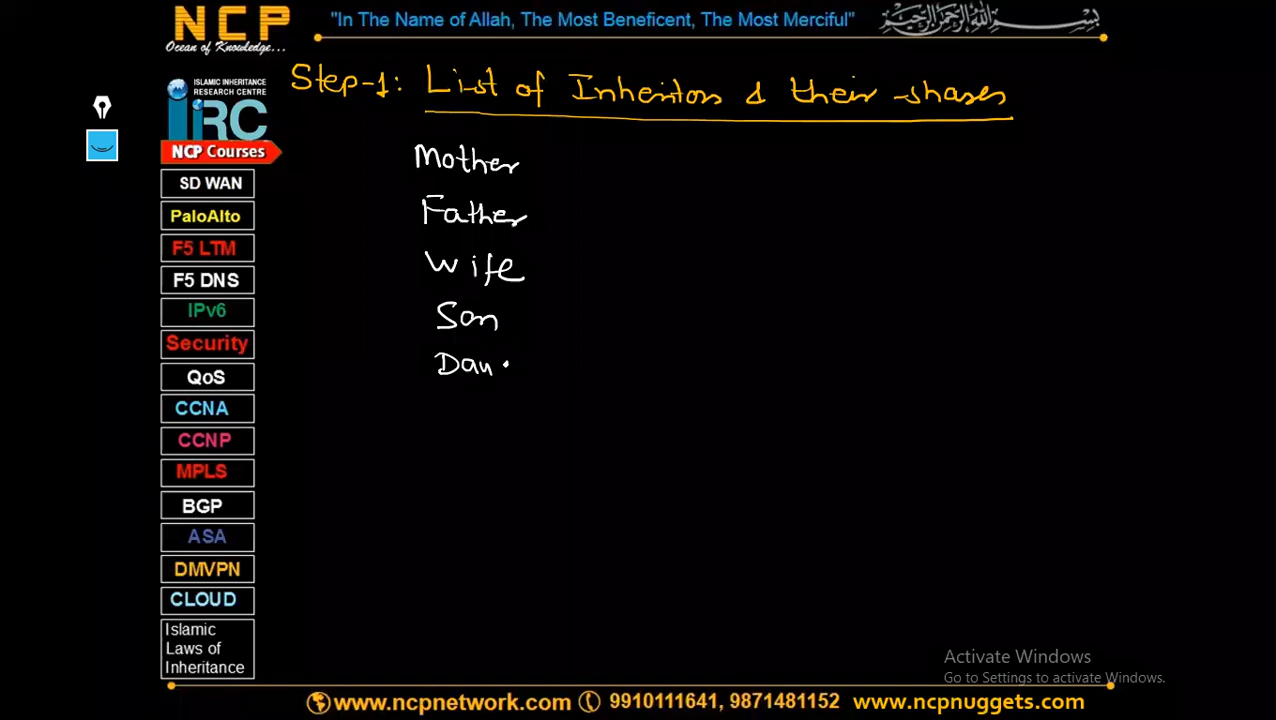 NCP
Ocean of Knowledge...
"In The Name of Allah, The Most Beneficent, The Most Merciful"
بِسْمِ اللهِ الرَّحْمٰنِ الرَّحِيْمِ
ISLAMIC INHERITANCE
RESEARCH CENTRE
IRC
NCP Courses
SD WAN
PaloAlto
F5 LTM
F5 DNS
IPv6
Security
QoS
CCNA
CCNP
MPLS
BGP
ASA
DMVPN
CLOUD
Islamic
Laws of
Inheritance
Step-1: List of Inheritors & their shares
Mother
Father
Wife
Son
Dau
Activate Windows
Go to Settings to activate Windows.
www.ncpnetwork.com 9910111641, 9871481152 www.ncpnuggets.com